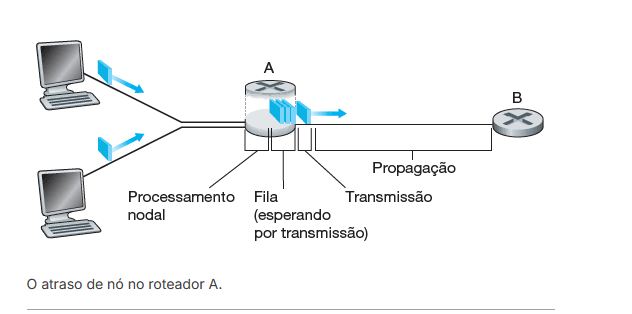 A
B
Propagação
Processamento
nodal
Fila
(esperando
por transmissão)
Transmissão
O atraso de nó no roteador A.